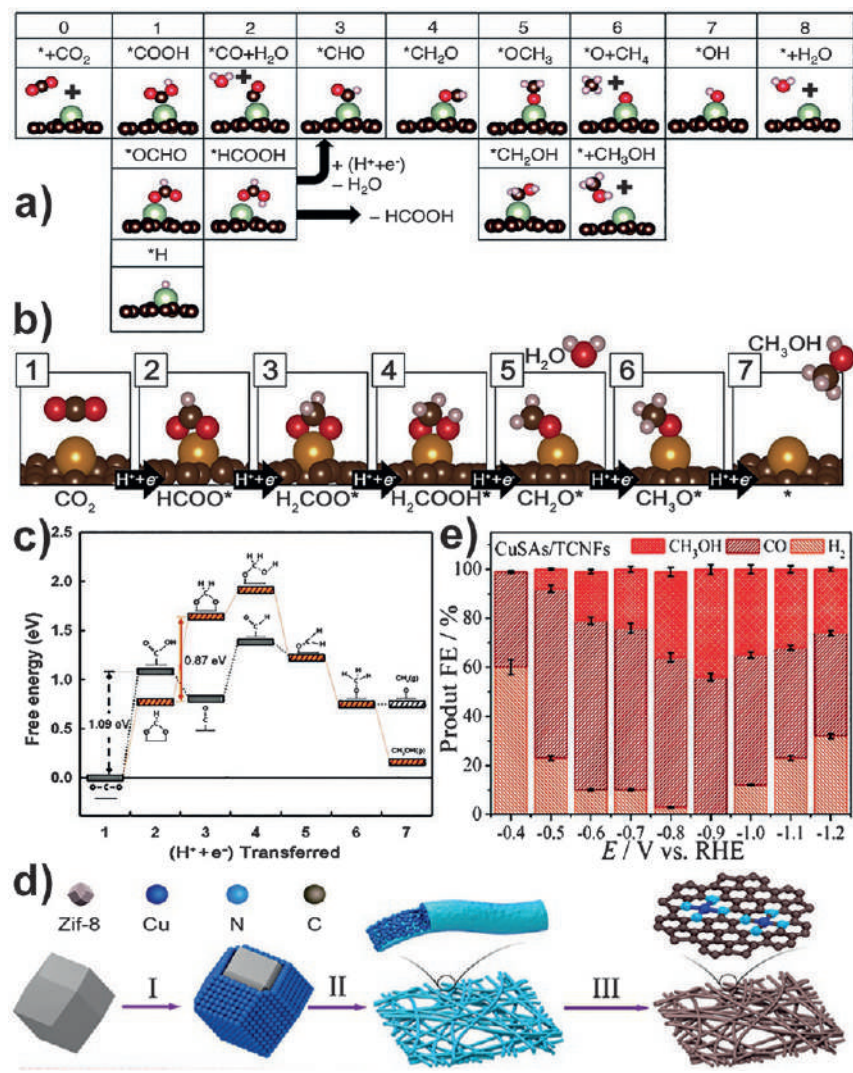 0 1 2 3 4 5 6 7 8
*+CO2 *COOH *CO+H2O *CHO *CH2O *OCH3 *O+CH4 *OH *+H2O
*OCHO *HCOOH *CH2OH *+CH3OH
+ (H++e-)
– H2O
– HCOOH
*H
a)
b)
1 2 3 4 5 6 7
H2O
CH3OH
H++e- H++e- H++e- H++e- H++e- H++e-
CO2 HCOO* H2COO* H2COOH* CH2O* CH3O* *
c)
Free energy (eV)
2.5
2.0
1.5
1.0
0.5
0.0
1.09 eV
0.87 eV
CH3OH(g)
1 2 3 4 5 6 7
(H++e-) Transferred
e)
CuSAs/TCNFs CH3OH CO H2
Produt FE / %
100
80
60
40
20
0
-0.4 -0.5 -0.6 -0.7 -0.8 -0.9 -1.0 -1.1 -1.2
E / V vs. RHE
d)
Zif-8 Cu N C
I II III